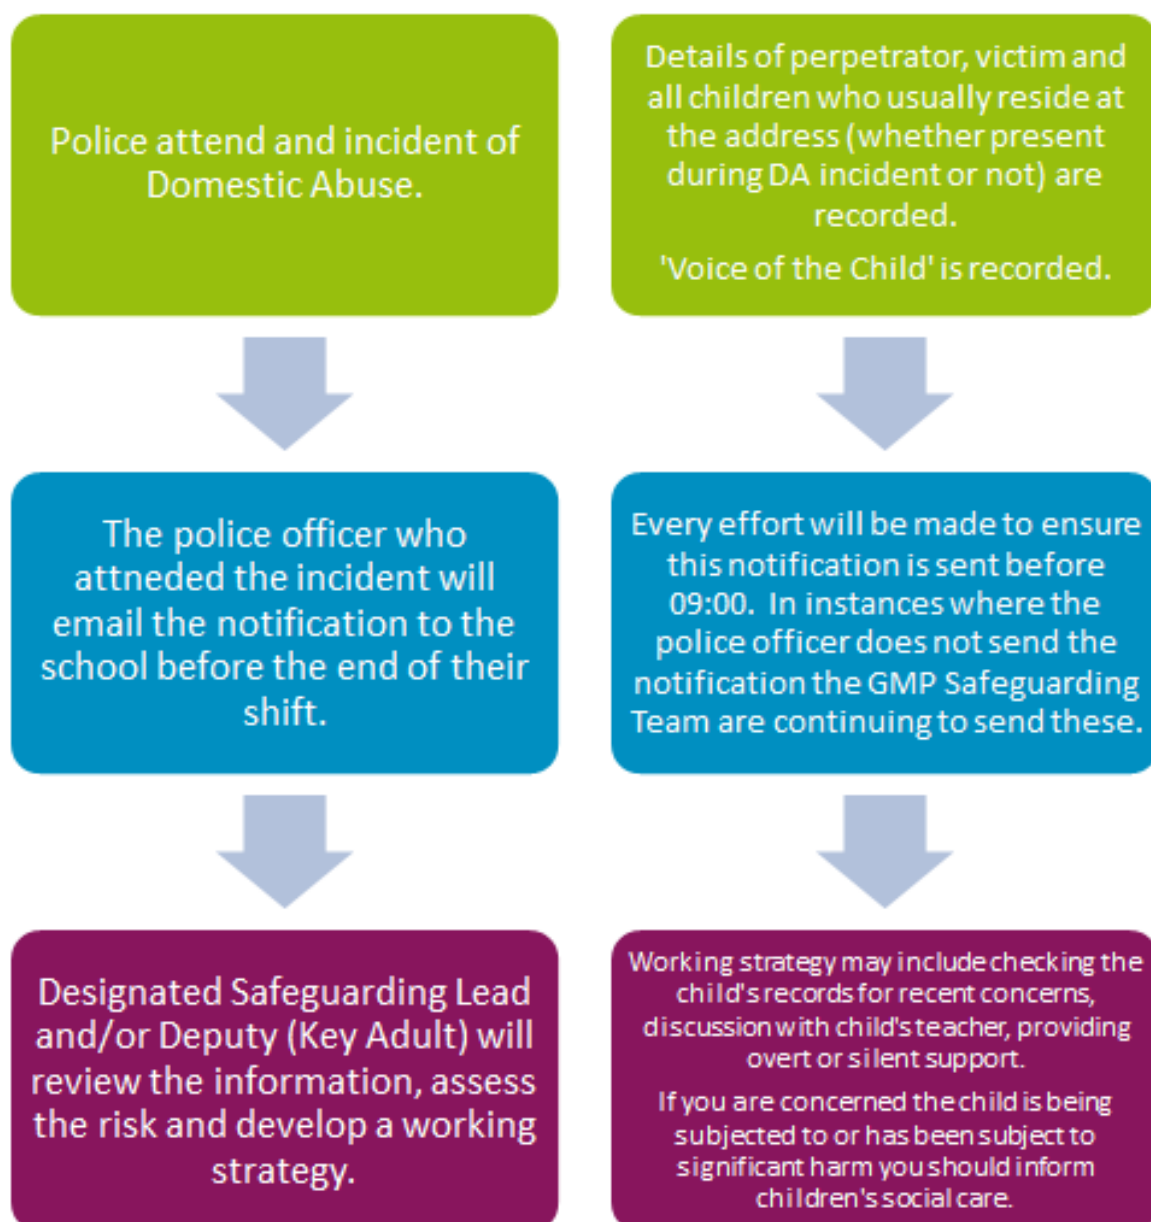 Police attend and incident of
Domestic Abuse.
Details of perpetrator, victim and
all children who usually reside at
the address (whether present
during DA incident or not) are
recorded.
'Voice of the Child' is recorded.
The police officer who
attneded the incident will
email the notification to the
school before the end of their
shift.
Every effort will be made to ensure
this notification is sent before
09:00. In instances where the
police officer does not send the
notification the GMP Safeguarding
Team are continuing to send these.
Designated Safeguarding Lead
and/or Deputy (Key Adult) will
review the information, assess
the risk and develop a working
strategy.
Working strategy may include checking the
child's records for recent concerns,
discussion with child's teacher, providing
overt or silent support.
If you are concerned the child is being
subjected to or has been subject to
significant harm you should inform
children's social care.